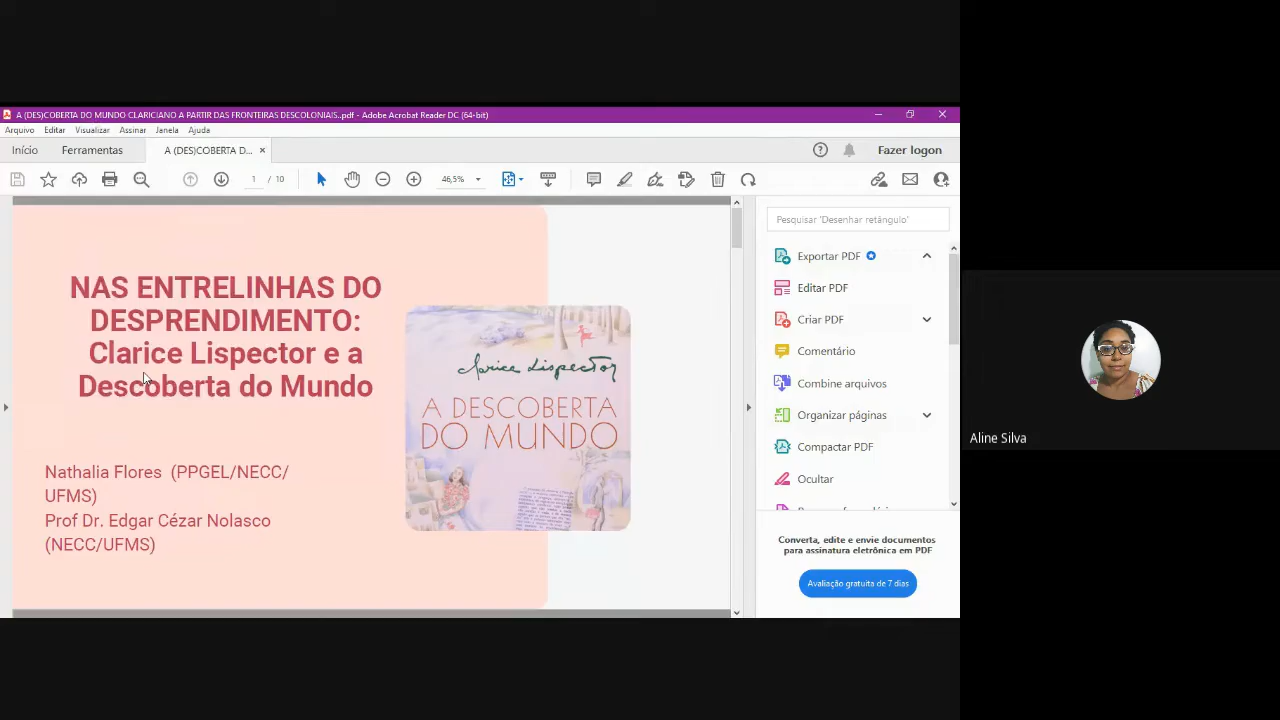 A (DES)COBERTA DO MUNDO CLARICIANO A PARTIR DAS FRONTEIRAS DESCOLONIAIS..pdf - Adobe Acrobat Reader DC (64-bit)
Arquivo Editar Visualizar Assinar Janela Ajuda
Início Ferramentas A (DES)COBERTA D... × Fazer logon
1 / 10 46,5%
NAS ENTRELINHAS DO
DESPRENDIMENTO:
Clarice Lispector e a
Descoberta do Mundo
Nathalia Flores (PPGEL/NECC/
UFMS)
Prof Dr. Edgar Cézar Nolasco
(NECC/UFMS)
Clarice Lispector
A DESCOBERTA
DO MUNDO
Pesquisar 'Desenhar retângulo'
Exportar PDF
Editar PDF
Criar PDF
Comentário
Combine arquivos
Organizar páginas
Compactar PDF
Ocultar
Converta, edite e envie documentos
para assinatura eletrônica em PDF
Avaliação gratuita de 7 dias
Aline Silva